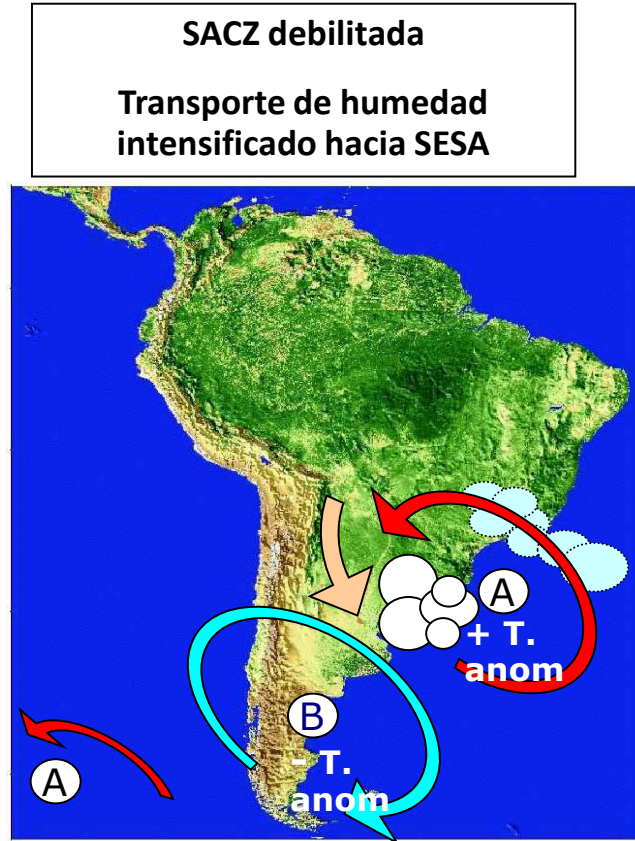 SACZ debilitada
Transporte de humedad
intensificado hacia SESA
A
+ T.
anom
B
- T.
anom
A